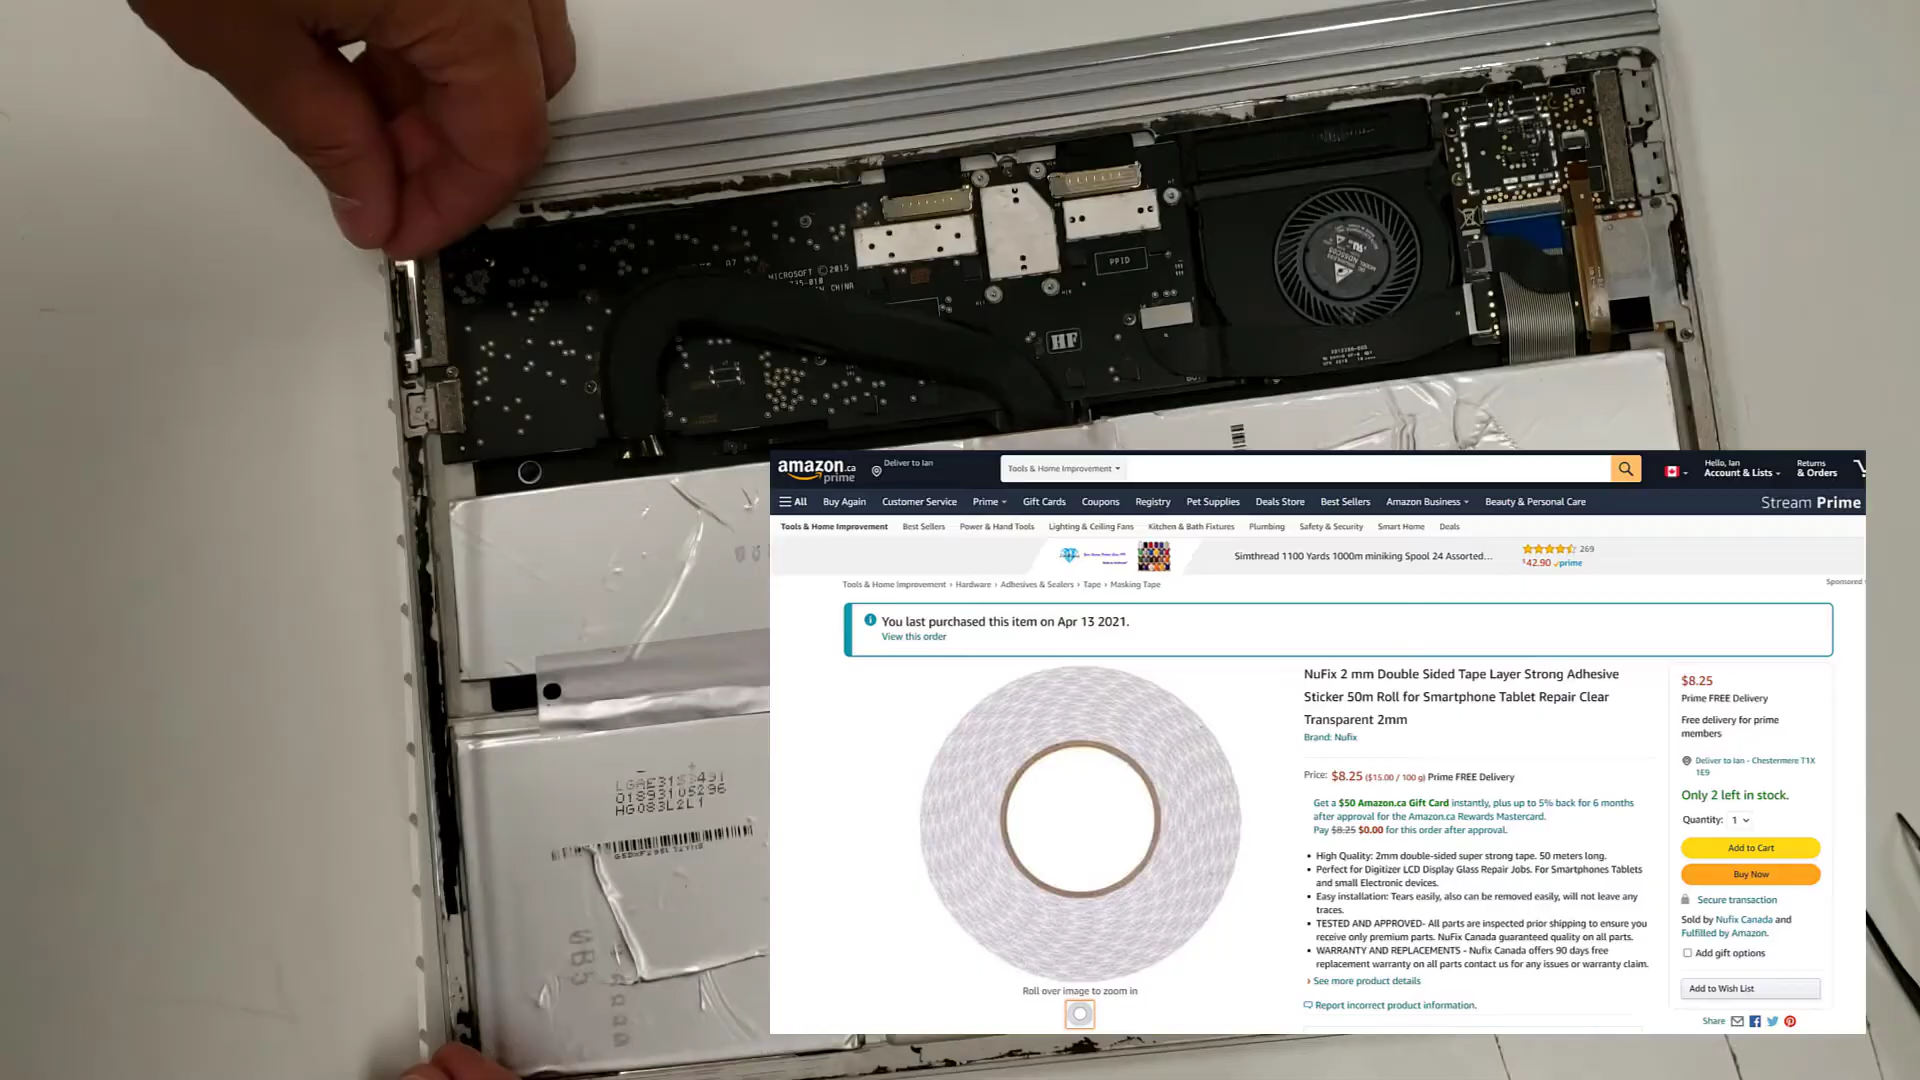 BOT
A7
MICROSOFT ©2015
CHINA
PPID
HF
LGAE3153491
01893105296
HG083L2L1
amazon.ca
prime
Deliver to Ian
Tools & Home Improvement
Hello, Ian
Account & Lists
Returns
& Orders
All
Buy Again
Customer Service
Prime
Gift Cards
Coupons
Registry
Pet Supplies
Deals Store
Best Sellers
Amazon Business
Beauty & Personal Care
Stream Prime
Tools & Home Improvement
Best Sellers
Power & Hand Tools
Lighting & Ceiling Fans
Kitchen & Bath Fixtures
Plumbing
Safety & Security
Smart Home
Deals
Simthread 1100 Yards 1000m miniking Spool 24 Assorted...
269
$42.90 prime
Tools & Home Improvement › Hardware › Adhesives & Sealers › Tape › Masking Tape
Sponsored
You last purchased this item on Apr 13 2021.
View this order
NuFix 2 mm Double Sided Tape Layer Strong Adhesive
Sticker 50m Roll for Smartphone Tablet Repair Clear
Transparent 2mm
Brand: Nufix
Price: $8.25 ($15.00 / 100 g) Prime FREE Delivery
Get a $50 Amazon.ca Gift Card instantly, plus up to 5% back for 6 months
after approval for the Amazon.ca Rewards Mastercard.
Pay $8.25 $0.00 for this order after approval.
• High Quality: 2mm double-sided super strong tape. 50 meters long.
• Perfect for Digitizer LCD Display Glass Repair Jobs. For Smartphones Tablets
and small Electronic devices.
• Easy installation: Tears easily, also can be removed easily, will not leave any
traces.
• TESTED AND APPROVED- All parts are inspected prior shipping to ensure you
receive only premium parts. NuFix Canada guaranteed quality on all parts.
• WARRANTY AND REPLACEMENTS - Nufix Canada offers 90 days free
replacement warranty on all parts contact us for any issues or warranty claim.
› See more product details
Report incorrect product information.
Roll over image to zoom in
$8.25
Prime FREE Delivery
Free delivery for prime
members
Deliver to Ian - Chestermere T1X
1E9
Only 2 left in stock.
Quantity: 1
Add to Cart
Buy Now
Secure transaction
Sold by Nufix Canada and
Fulfilled by Amazon.
Add gift options
Add to Wish List
Share